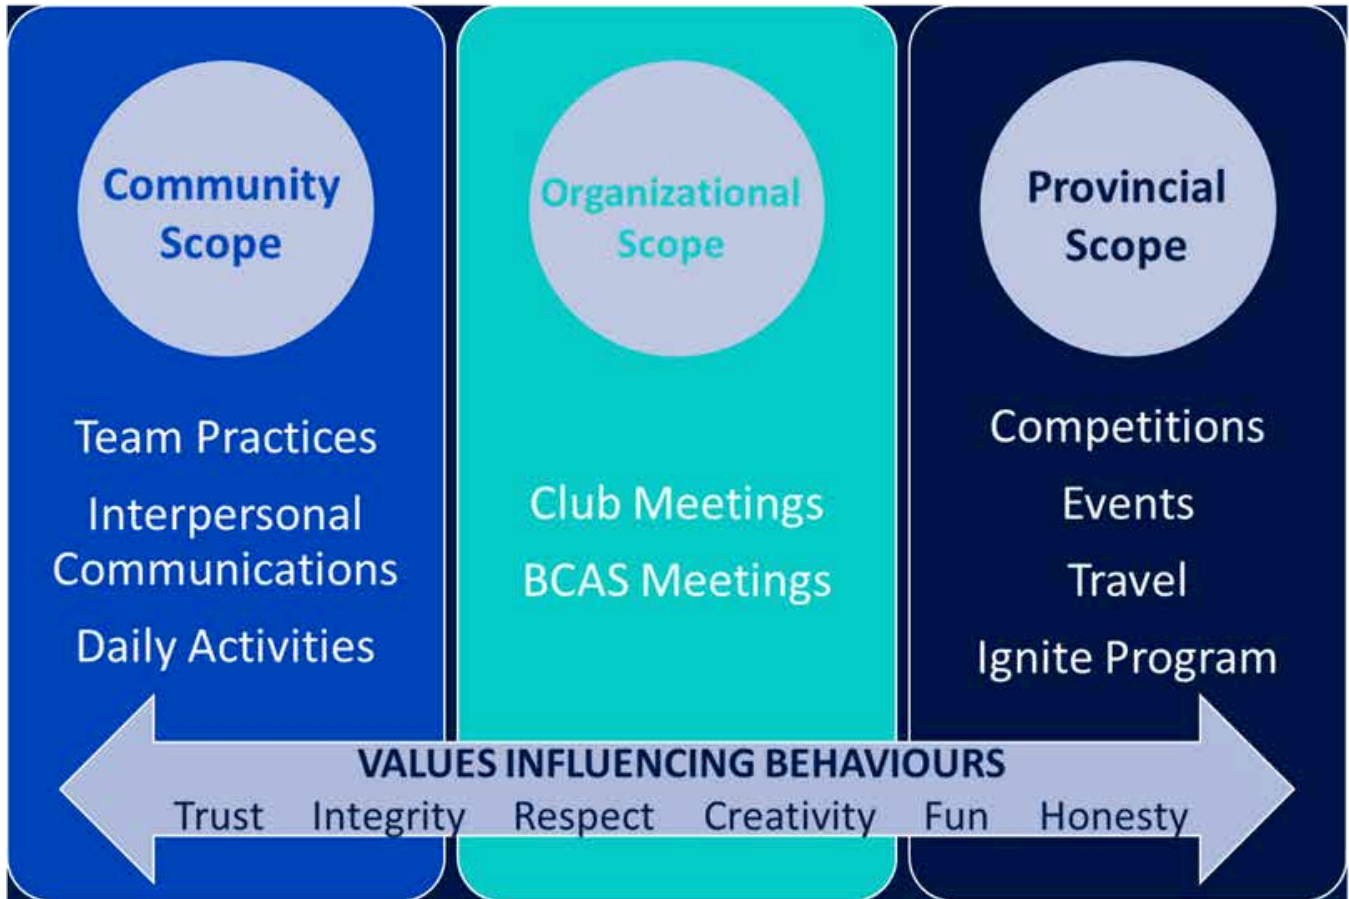 Community
Scope
Team Practices
Interpersonal
Communications
Daily Activities
Organizational
Scope
Club Meetings
BCAS Meetings
Provincial
Scope
Competitions
Events
Travel
Ignite Program
VALUES INFLUENCING BEHAVIOURS
Trust Integrity Respect Creativity Fun Honesty